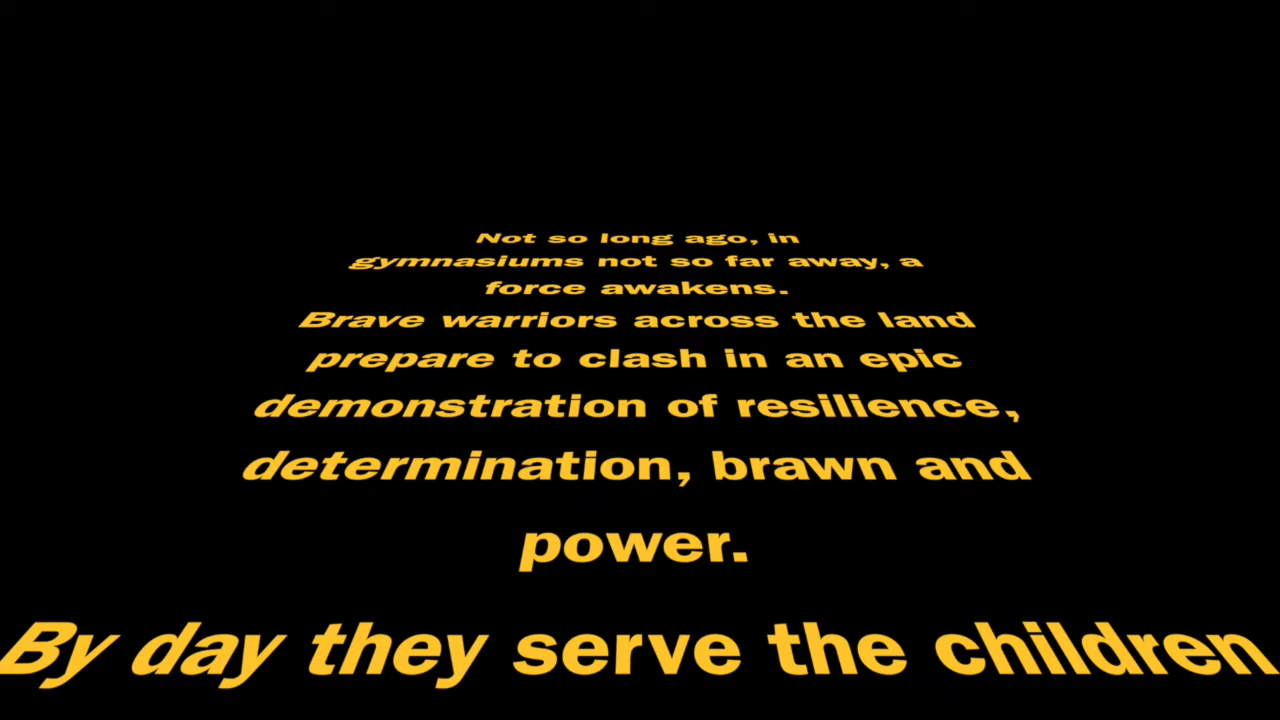 Not so long ago, in
gymnasiums not so far away, a
force awakens.
Brave warriors across the land
prepare to clash in an epic
demonstration of resilience,
determination, brawn and
power.
By day they serve the children